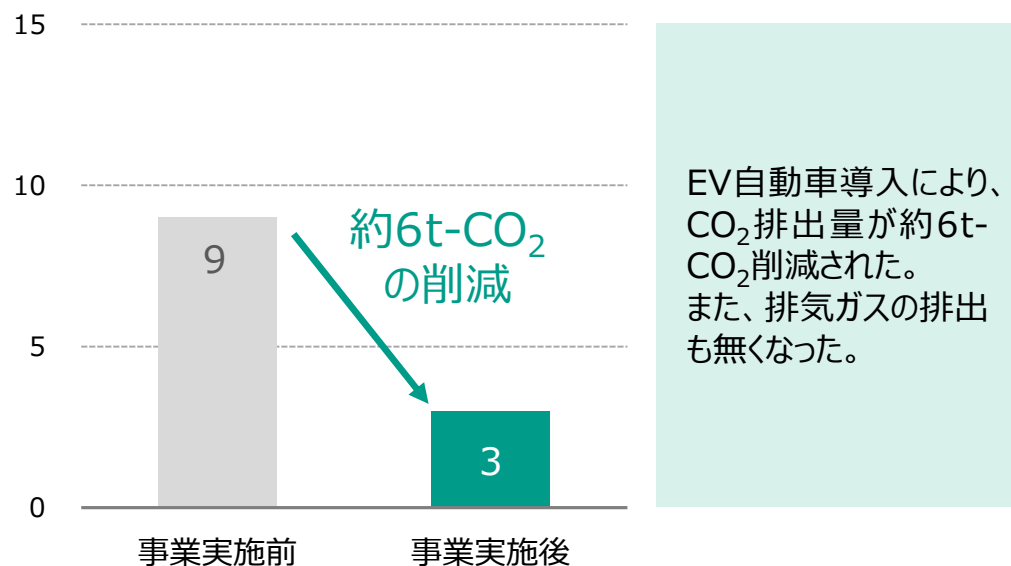 15
10
5
0
9
約6t-CO₂
の削減
3
事業実施前
事業実施後
EV自動車導入により、
CO₂排出量が約6t-
CO₂削減された。
また、排気ガスの排出
も無くなった。